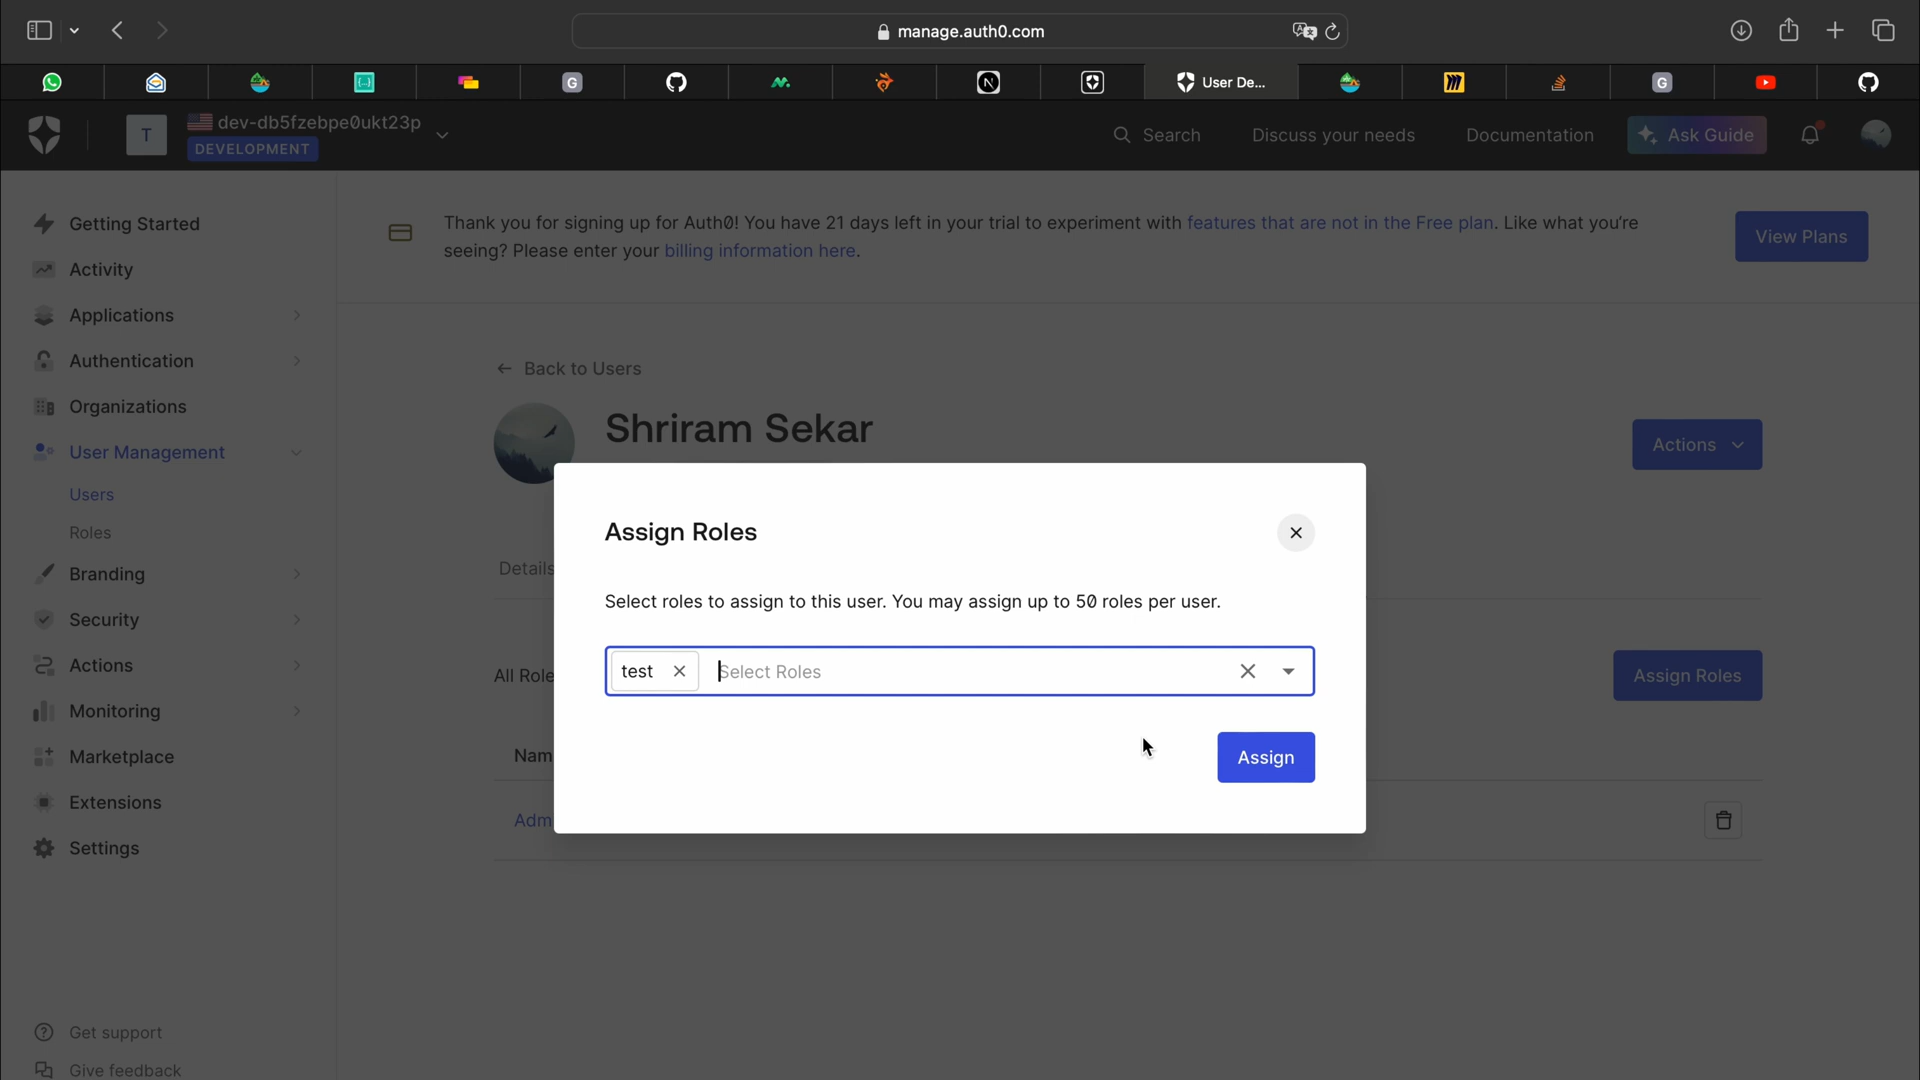 manage.auth0.com
User De...
T
dev-db5fzebpe0ukt23p
DEVELOPMENT
Search
Discuss your needs
Documentation
Ask Guide
Getting Started
Activity
Applications
Authentication
Organizations
User Management
Users
Roles
Branding
Security
Actions
Monitoring
Marketplace
Extensions
Settings
Get support
Give feedback
Thank you for signing up for Auth0! You have 21 days left in your trial to experiment with features that are not in the Free plan. Like what you're
seeing? Please enter your billing information here.
View Plans
Back to Users
Shriram Sekar
Actions
Details
Assign Roles
Select roles to assign to this user. You may assign up to 50 roles per user.
test
Select Roles
Assign
All Role
Assign Roles
Nam
Adm